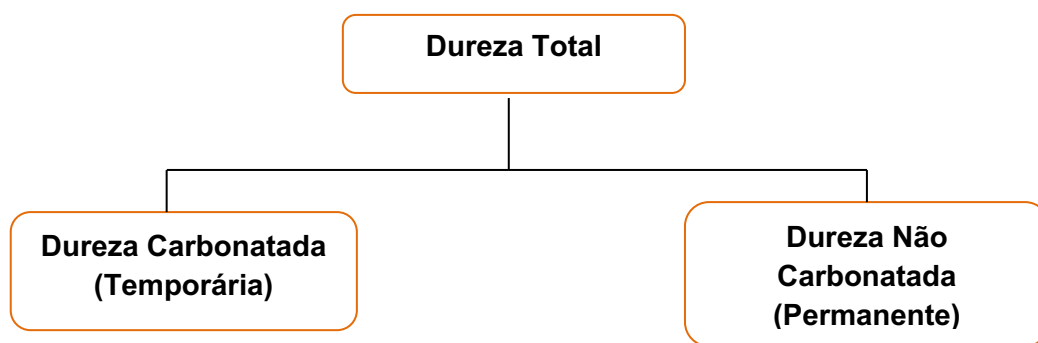 Dureza Total
Dureza Carbonatada
(Temporária)
Dureza Não
Carbonatada
(Permanente)